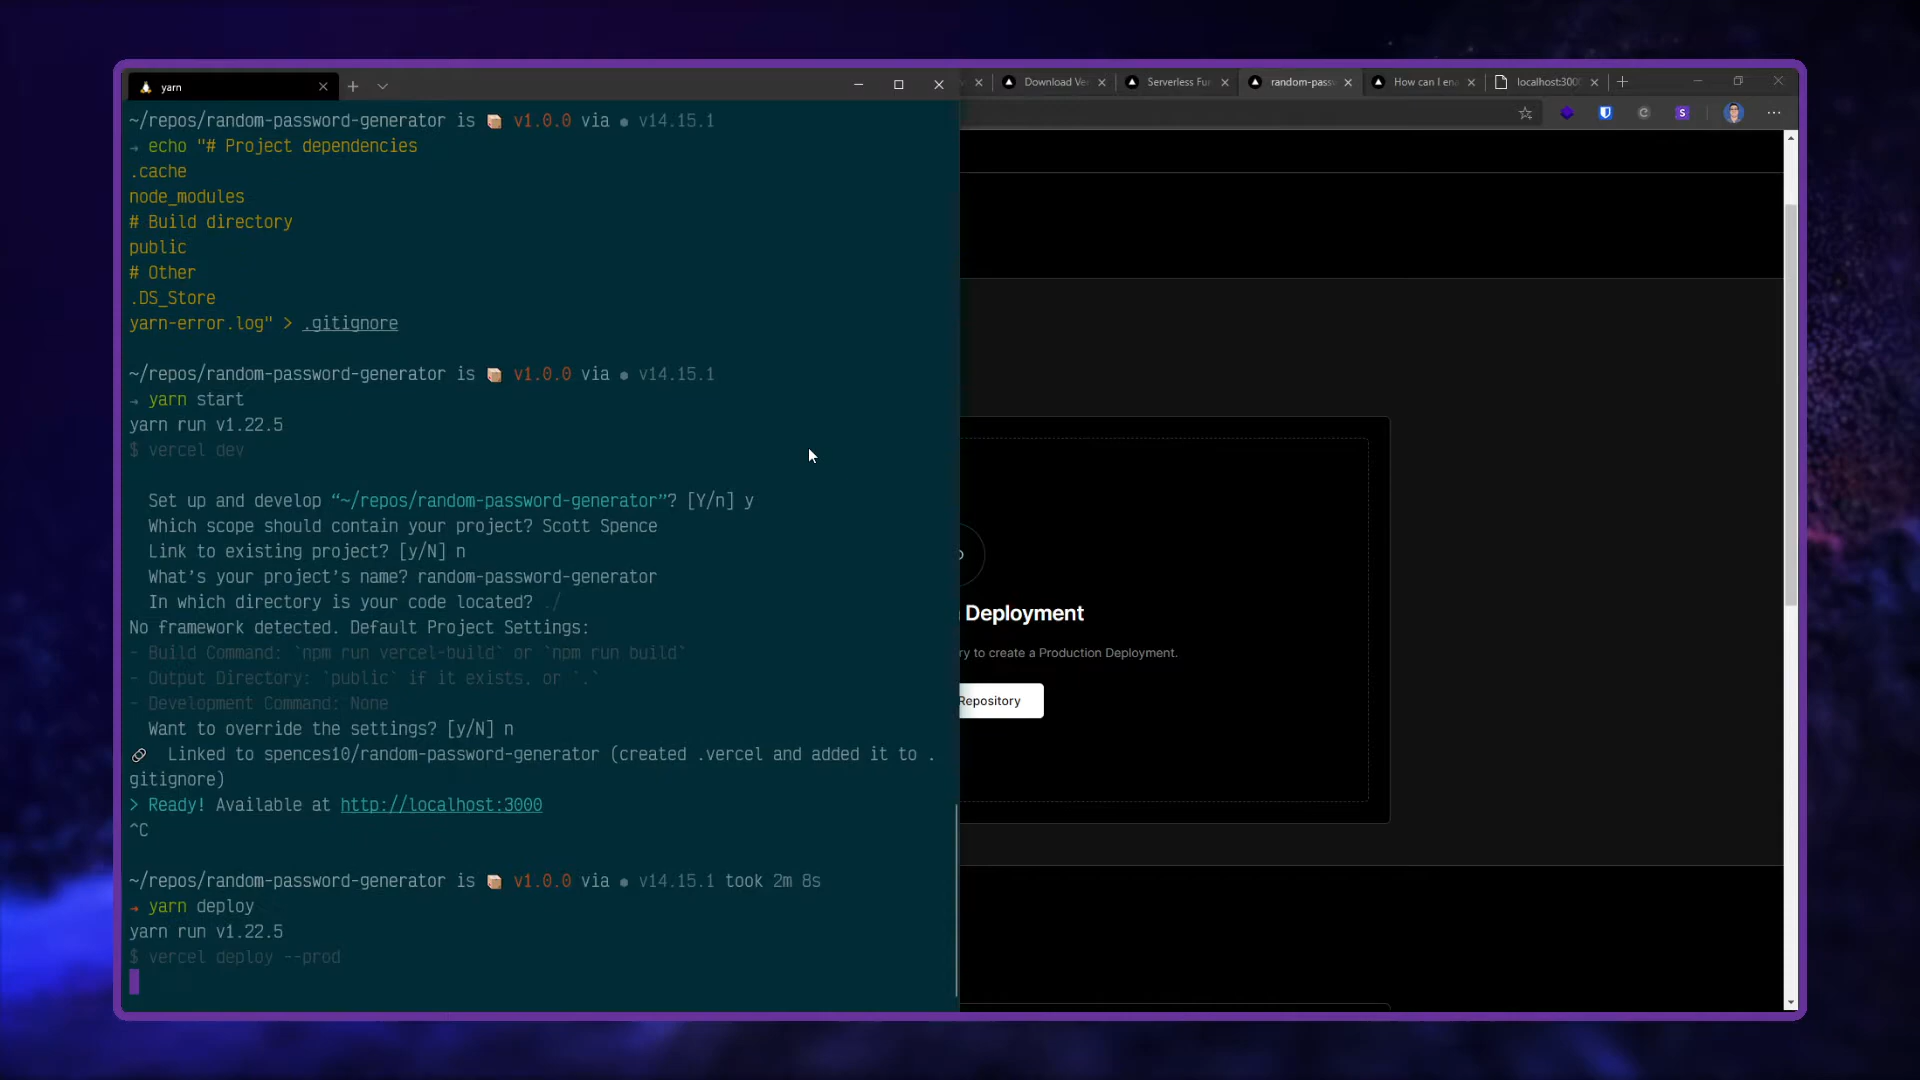 yarn
Download Ve
Serverless Fu
random-pass
How can I ena
localhost:300
S
~/repos/random-password-generator is 📦 v1.0.0 via ● v14.15.1
→ echo "# Project dependencies
.cache
node_modules
# Build directory
public
# Other
.DS_Store
yarn-error.log" > .gitignore
~/repos/random-password-generator is 📦 v1.0.0 via ● v14.15.1
→ yarn start
yarn run v1.22.5
$ vercel dev
Set up and develop “~/repos/random-password-generator”? [Y/n] y
Which scope should contain your project? Scott Spence
Link to existing project? [y/N] n
What’s your project’s name? random-password-generator
In which directory is your code located? ./
No framework detected. Default Project Settings:
- Build Command: `npm run vercel-build` or `npm run build`
- Output Directory: `public` if it exists, or `.`
- Development Command: None
Want to override the settings? [y/N] n
🔗 Linked to spences10/random-password-generator (created .vercel and added it to .
gitignore)
> Ready! Available at http://localhost:3000
^C
~/repos/random-password-generator is 📦 v1.0.0 via ● v14.15.1 took 2m 8s
→ yarn deploy
yarn run v1.22.5
$ vercel deploy --prod
Deployment
ry to create a Production Deployment.
Repository